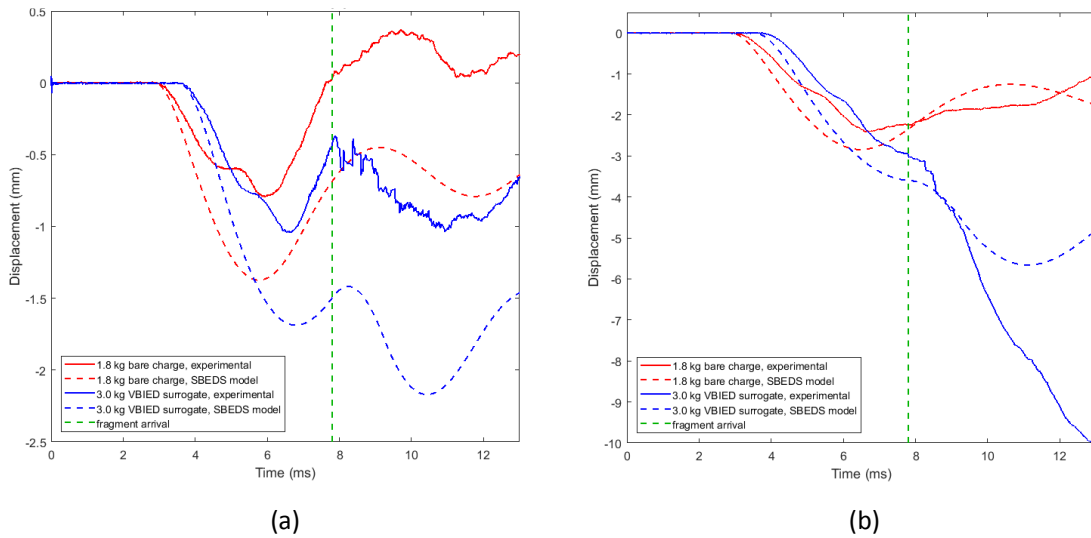 0.5
0
-0.5
-1
-1.5
-2
-2.5
Displacement (mm)
1.8 kg bare charge, experimental
1.8 kg bare charge, SBEDS model
3.0 kg VBIED surrogate, experimental
3.0 kg VBIED surrogate, SBEDS model
fragment arrival
0 2 4 6 8 10 12
Time (ms)
(a)
0
-1
-2
-3
-4
-5
-6
-7
-8
-9
-10
Displacement (mm)
1.8 kg bare charge, experimental
1.8 kg bare charge, SBEDS model
3.0 kg VBIED surrogate, experimental
3.0 kg VBIED surrogate, SBEDS model
fragment arrival
0 2 4 6 8 10 12
Time (ms)
(b)